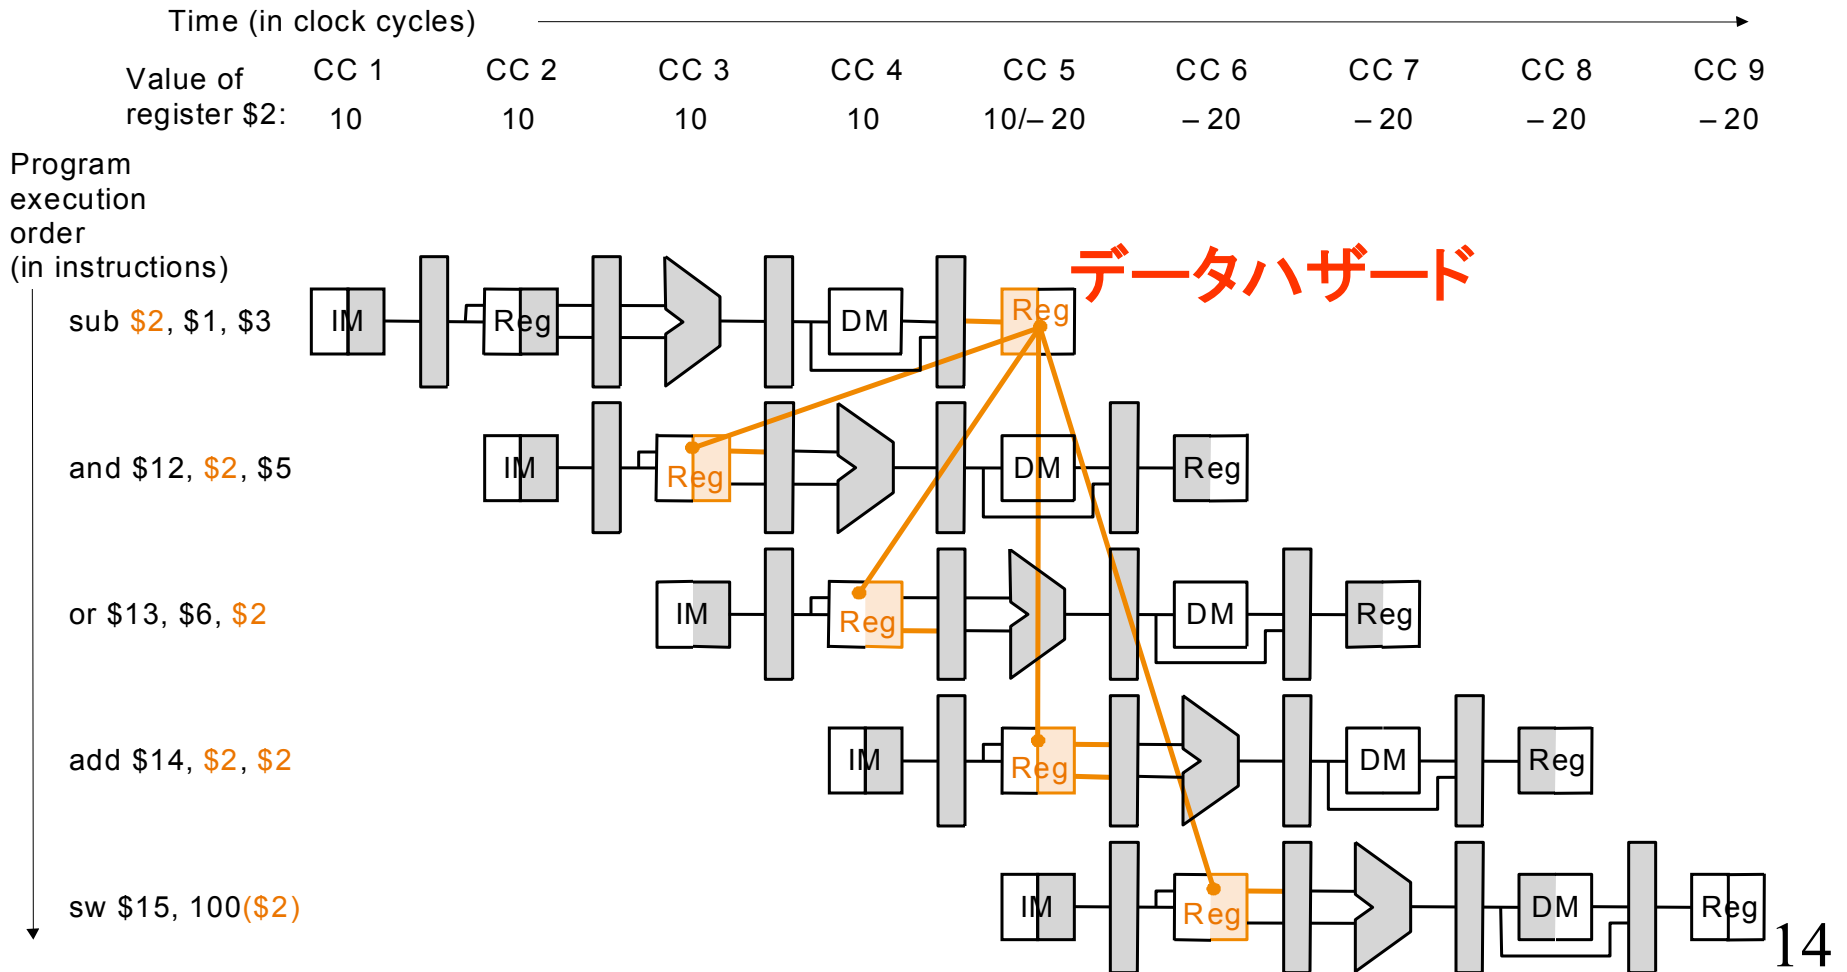 Time (in clock cycles)
Value of
register $2:
CC 1 CC 2 CC 3 CC 4 CC 5 CC 6 CC 7 CC 8 CC 9
10 10 10 10 10/– 20 – 20 – 20 – 20 – 20
Program
execution
order
(in instructions)
データハザード
sub $2, $1, $3 IM Reg DM Reg
and $12, $2, $5 IM Reg DM Reg
or $13, $6, $2 IM Reg DM Reg
add $14, $2, $2 IM Reg DM Reg
sw $15, 100($2) IM Reg DM Reg
14